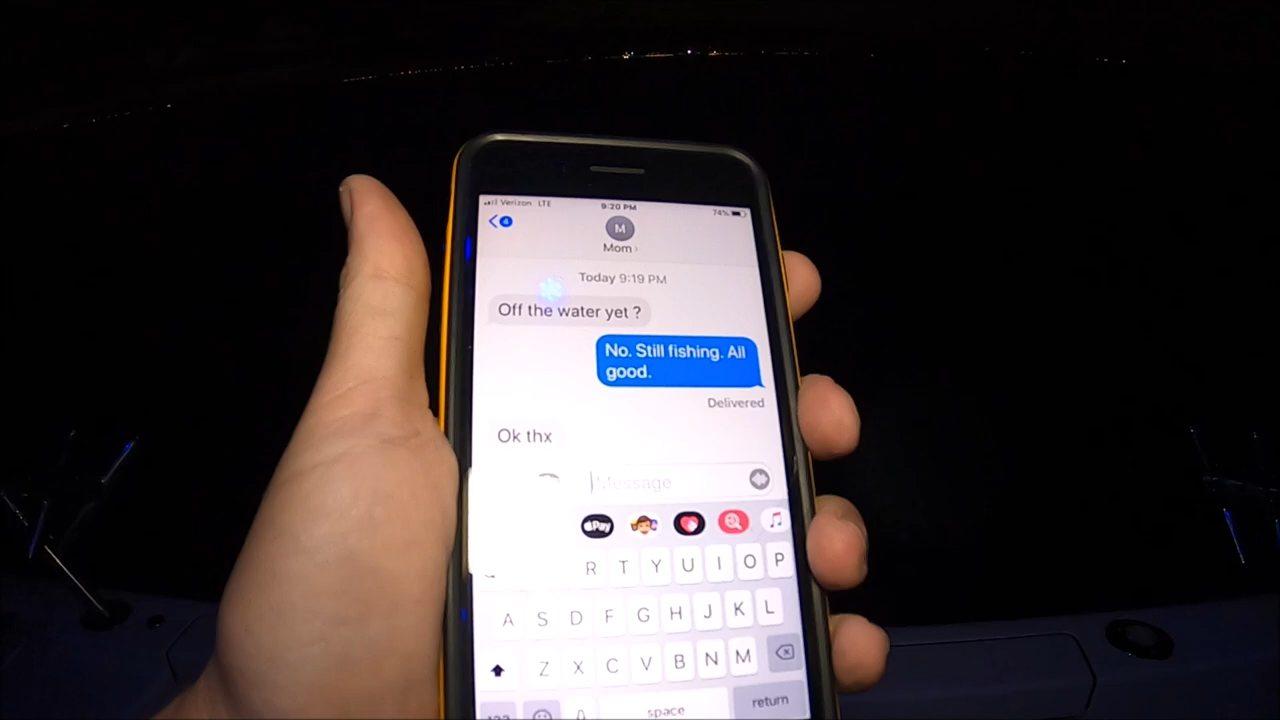 Verizon LTE 9:20 PM 74%
4
M
Mom
Today 9:19 PM
Off the water yet ?
No. Still fishing. All
good.
Delivered
Ok thx
Message
Pay
R T Y U I O P
A S D F G H J K L
Z X C V B N M
123 space return